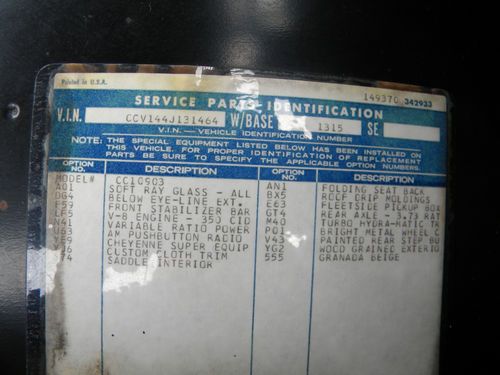 Printed in U.S.A.
149370 342933
SERVICE PARTS IDENTIFICATION
V.I.N. CCV144J131464 W/BASE 1315 SE
V.I.N. — VEHICLE IDENTIFICATION NUMBER
NOTE: THE SPECIAL EQUIPMENT LISTED BELOW HAS BEEN INSTALLED ON
THIS VEHICLE. FOR PROPER IDENTIFICATION OF REPLACEMENT
PARTS BE SURE TO SPECIFY THE APPLICABLE OPTION NUMBER.
OPTION NO. DESCRIPTION OPTION NO. DESCRIPTION
MODEL# CC10903
A01 SOFT RAY GLASS - ALL AN1 FOLDING SEAT BACK
DG4 BELOW EYE-LINE EXT. BX5 ROOF DRIP MOLDINGS
F59 FRONT STABILIZER BAR E63 FLEETSIDE PICKUP BOX
LF5 V-8 ENGINE - 350 CID GT4 REAR AXLE - 3.73 RAT
N41 VARIABLE RATIO POWER M40 TURBO HYDRA-MATIC TR
U63 AM PUSHBUTTON RADIO P01 BRIGHT METAL WHEEL C
YE9 CHEYENNE SUPER EQUIP V43 PAINTED REAR STEP BU
CUSTOM CLOTH TRIM YG2 WOOD GRAINED EXTERIO
SADDLE INTERIOR 555 GRANADA BEIGE